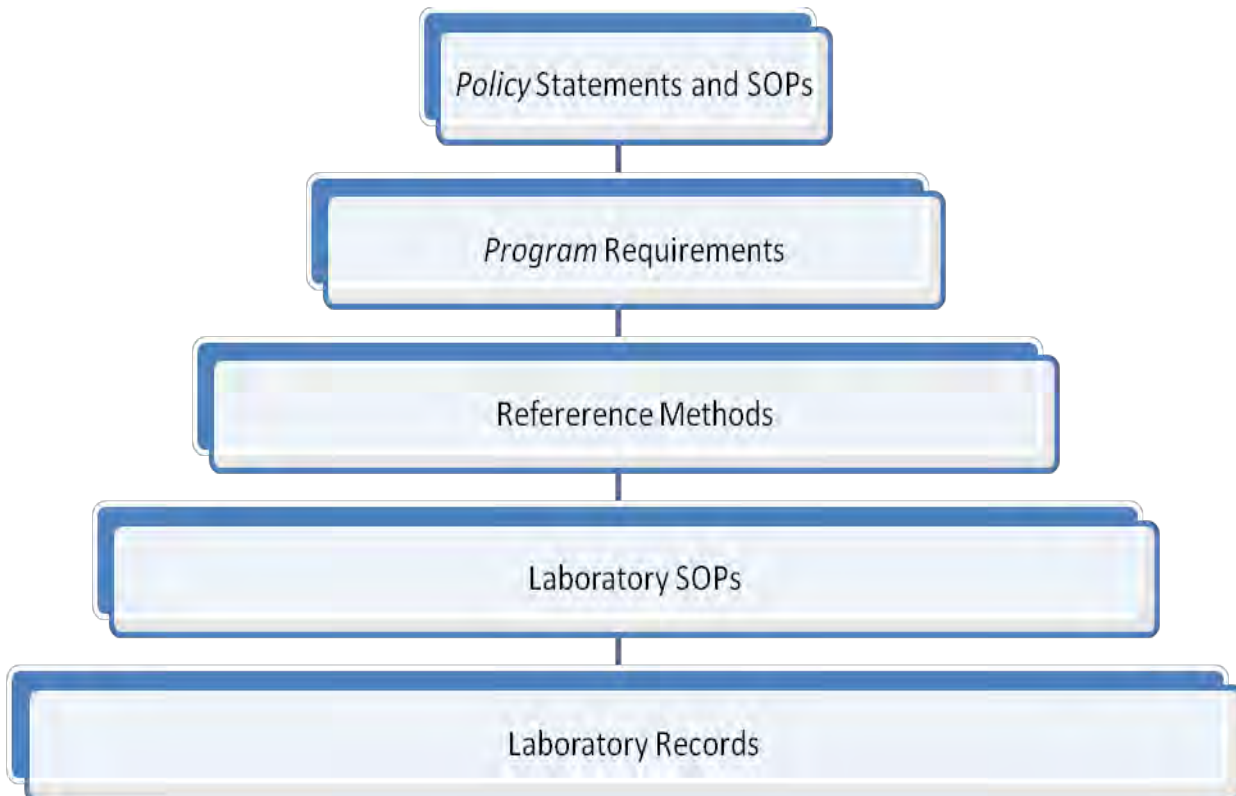 Policy Statements and SOPs
Program Requirements
Refererence Methods
Laboratory SOPs
Laboratory Records